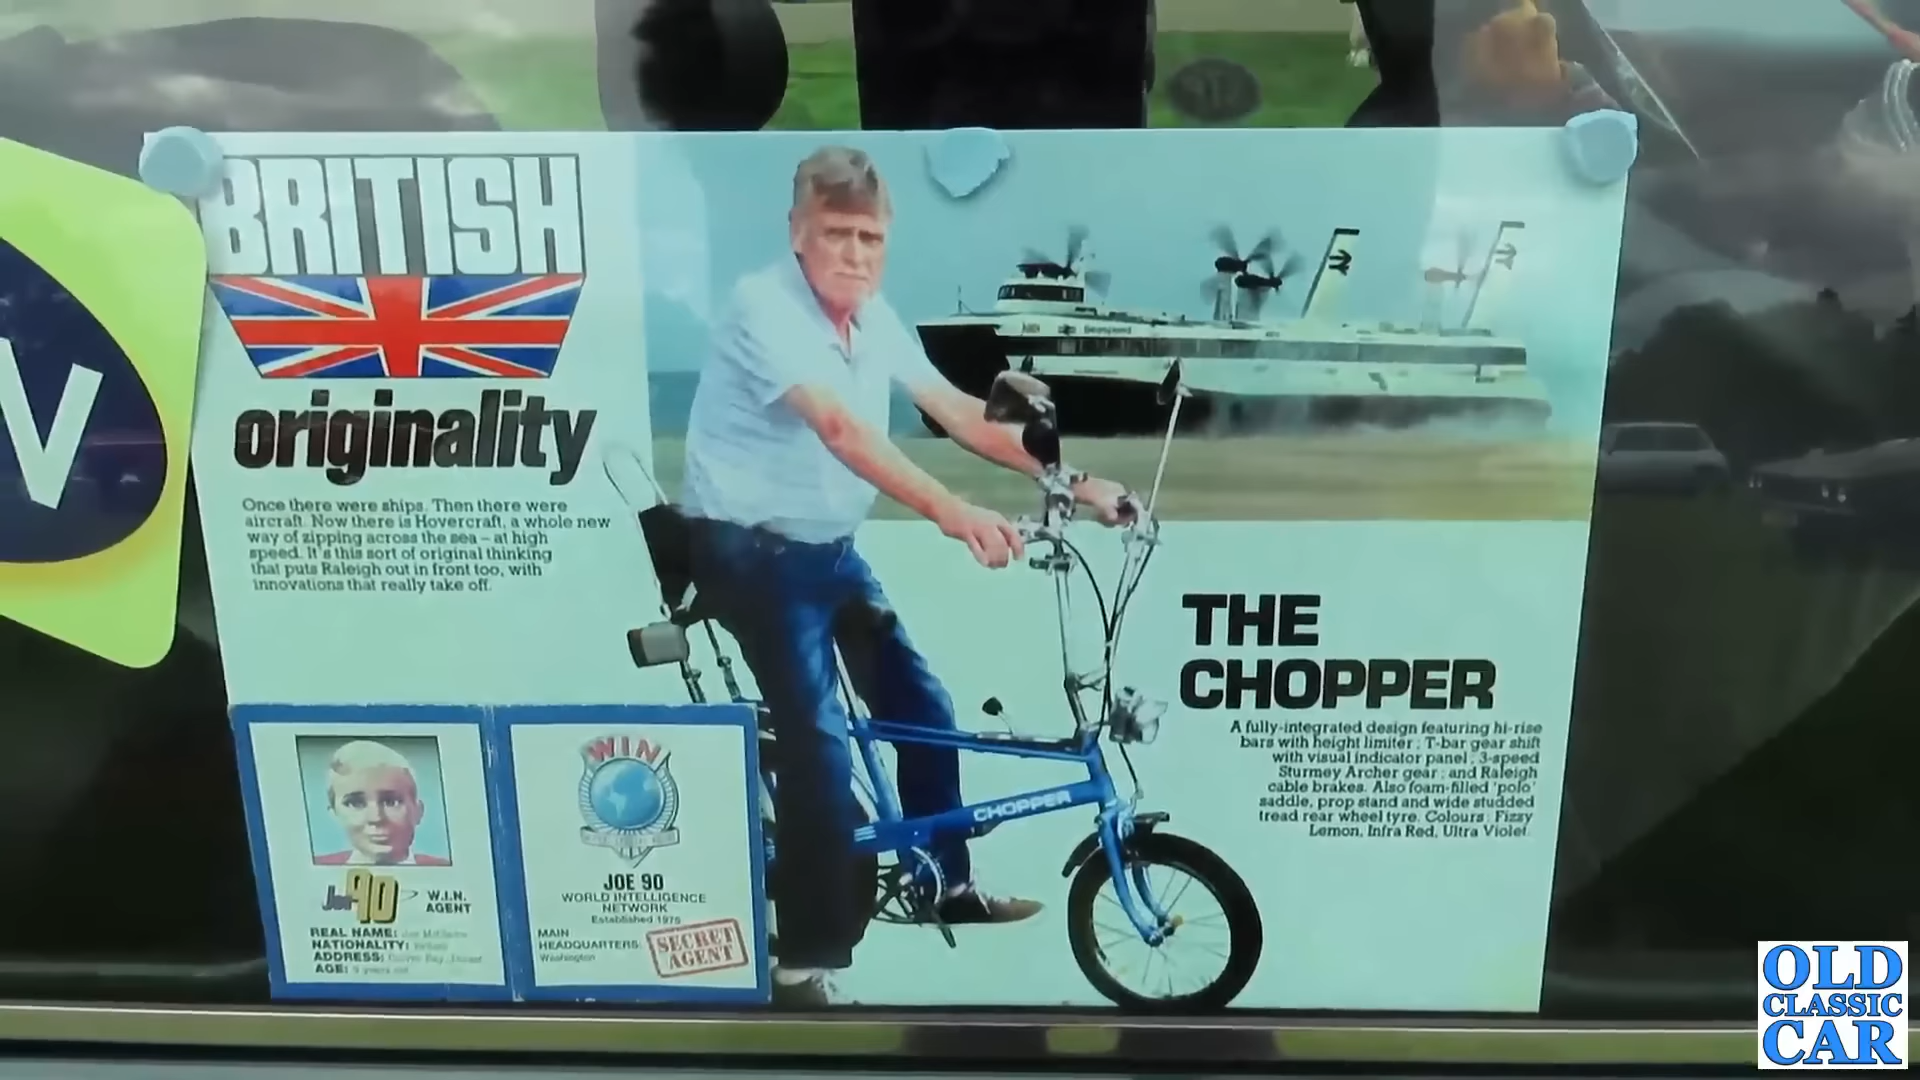 V
BRITISH
originality
Once there were ships. Then there were
aircraft. Now there is Hovercraft, a whole new
way of zipping across the sea – at high
speed. It's this sort of original thinking
that puts Raleigh out in front too, with
innovations that really take off.
Seaspeed
CHOPPER
THE
CHOPPER
A fully-integrated design featuring hi-rise
bars with height limiter ; T-bar gear shift
with visual indicator panel ; 3-speed
Sturmey Archer gear ; and Raleigh
cable brakes. Also foam-filled 'polo'
saddle, prop stand and wide studded
tread rear wheel tyre. Colours : Fizzy
Lemon, Infra Red, Ultra Violet.
Joe 90
W.I.N.
AGENT
REAL NAME:
NATIONALITY:
ADDRESS:
AGE: 9 years old
WIN
JOE 90
WORLD INTELLIGENCE
NETWORK
Established 1975
MAIN
HEADQUARTERS:
Washington
SECRET
AGENT
OLD
CLASSIC
CAR